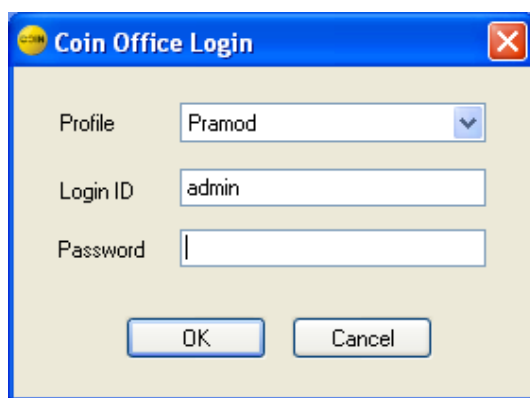 COIN Coin Office Login
Profile Pramod
Login ID admin
Password
OK Cancel